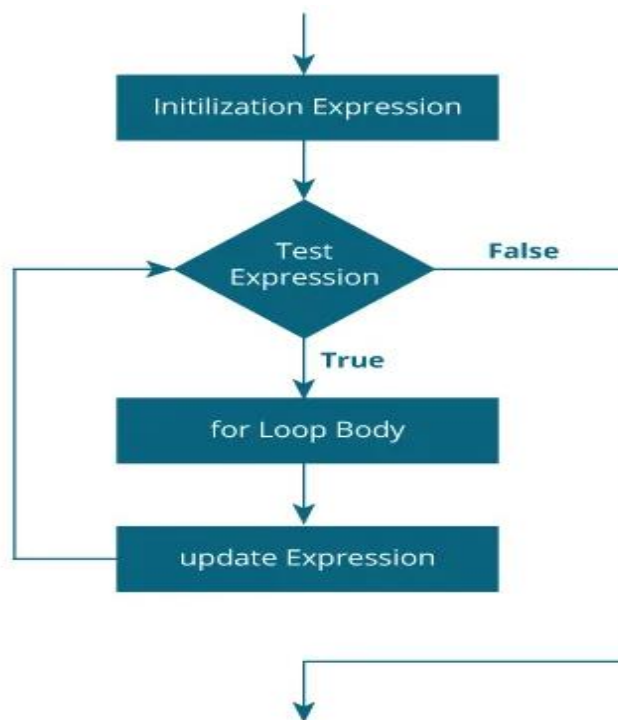 Initilization Expression
Test
Expression
False
True
for Loop Body
update Expression